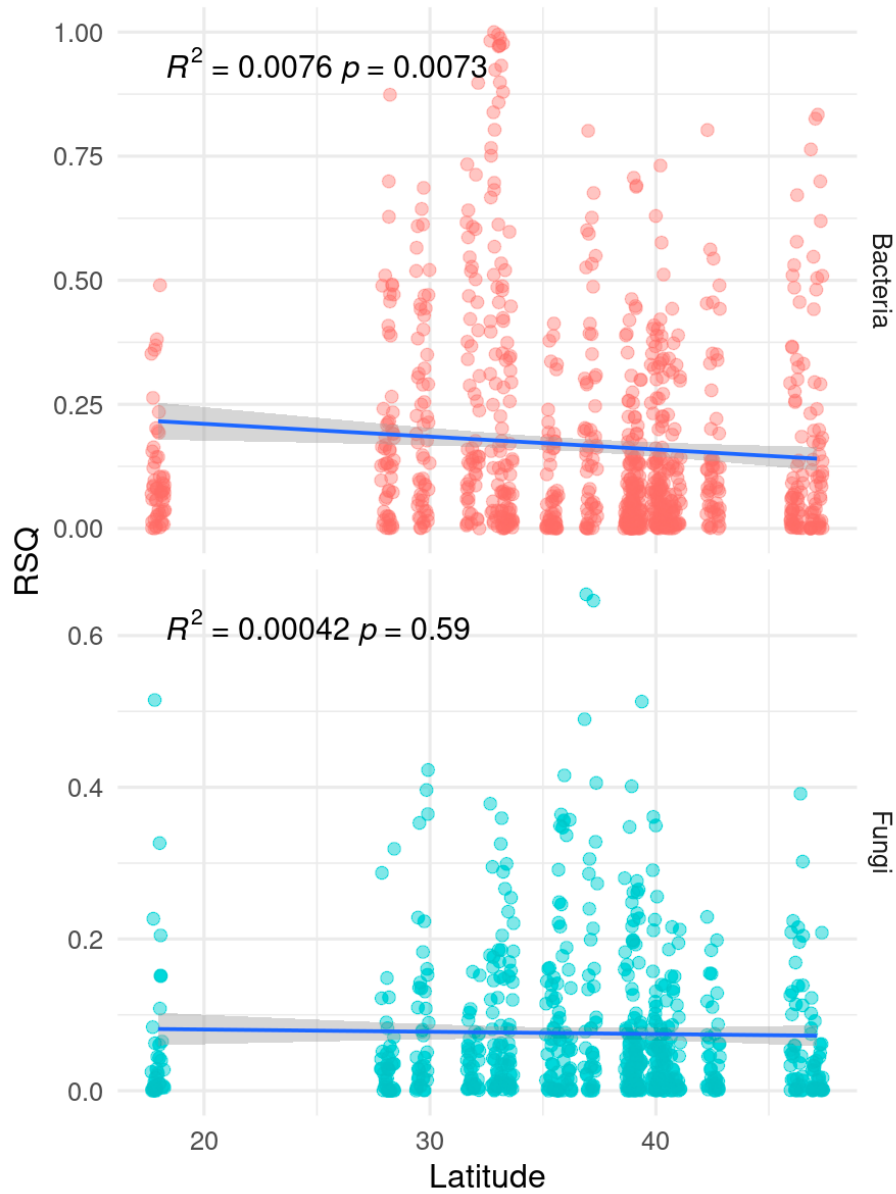 1.00
R² = 0.0076 p = 0.0073
0.75
0.50
0.25
0.00
Bacteria
RSQ
R² = 0.00042 p = 0.59
0.6
0.4
0.2
0.0
Fungi
20 30 40
Latitude